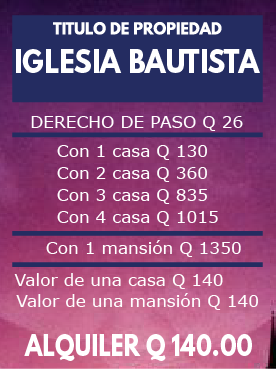 TITULO DE PROPIEDAD
IGLESIA BAUTISTA
DERECHO DE PASO Q 26
Con 1 casa Q 130
Con 2 casa Q 360
Con 3 casa Q 835
Con 4 casa Q 1015
Con 1 mansión Q 1350
Valor de una casa Q 140
Valor de una mansión Q 140
ALQUILER Q 140.00